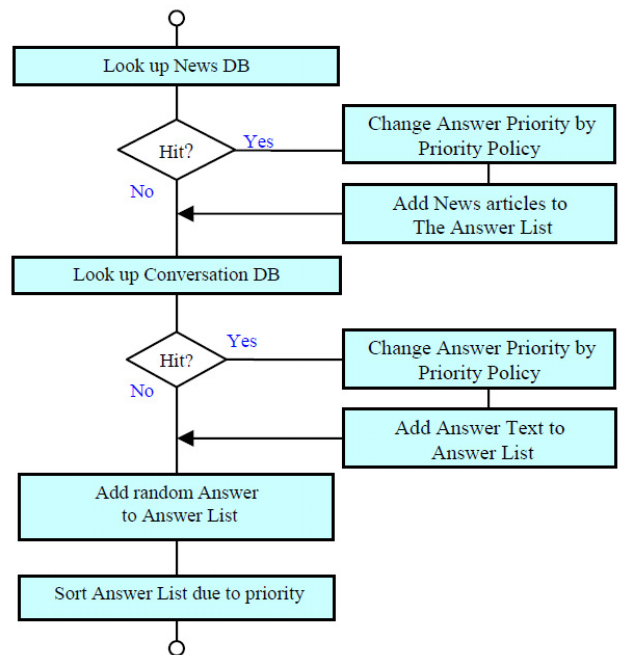 Look up News DB
Hit?
Yes
Change Answer Priority by
Priority Policy
No
Add News articles to
The Answer List
Look up Conversation DB
Hit?
Yes
Change Answer Priority by
Priority Policy
No
Add Answer Text to
Answer List
Add random Answer
to Answer List
Sort Answer List due to priority